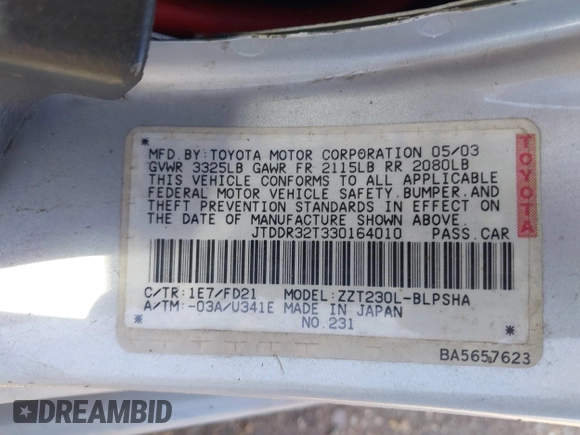 MFD.BY:TOYOTA MOTOR CORPORATION 05/03
GVWR 3325LB GAWR FR 2115LB RR 2080LB
THIS VEHICLE CONFORMS TO ALL APPLICABLE
FEDERAL MOTOR VEHICLE SAFETY,BUMPER,AND
THEFT PREVENTION STANDARDS IN EFFECT ON
THE DATE OF MANUFACTURE SHOWN ABOVE.
JTDDR32T330164010 PASS.CAR
TOYOTA
C/TR:1E7/FD21 MODEL:ZZT230L-BLPSHA
A/TM:-03A/U341E MADE IN JAPAN
NO.231
BA5657623
DREAMBID